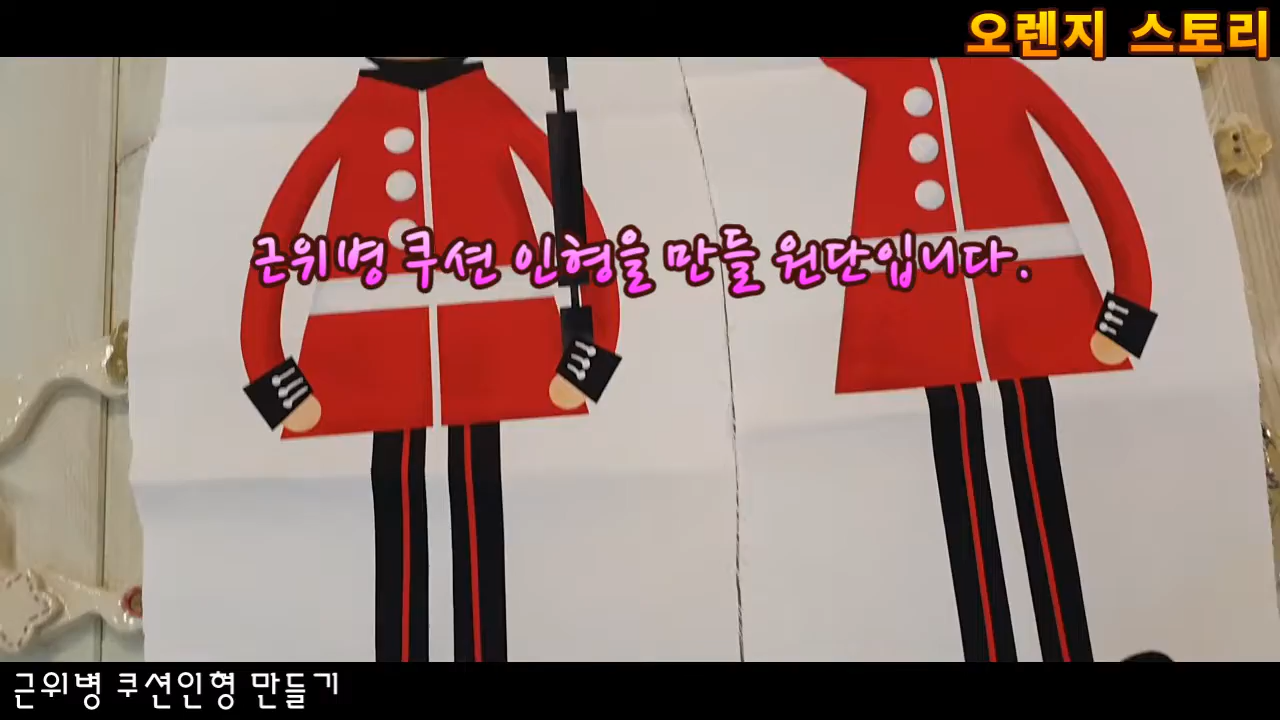 오렌지 스토리
근위병 쿠션 인형을 만들 원단입니다.
근위병 쿠션인형 만들기